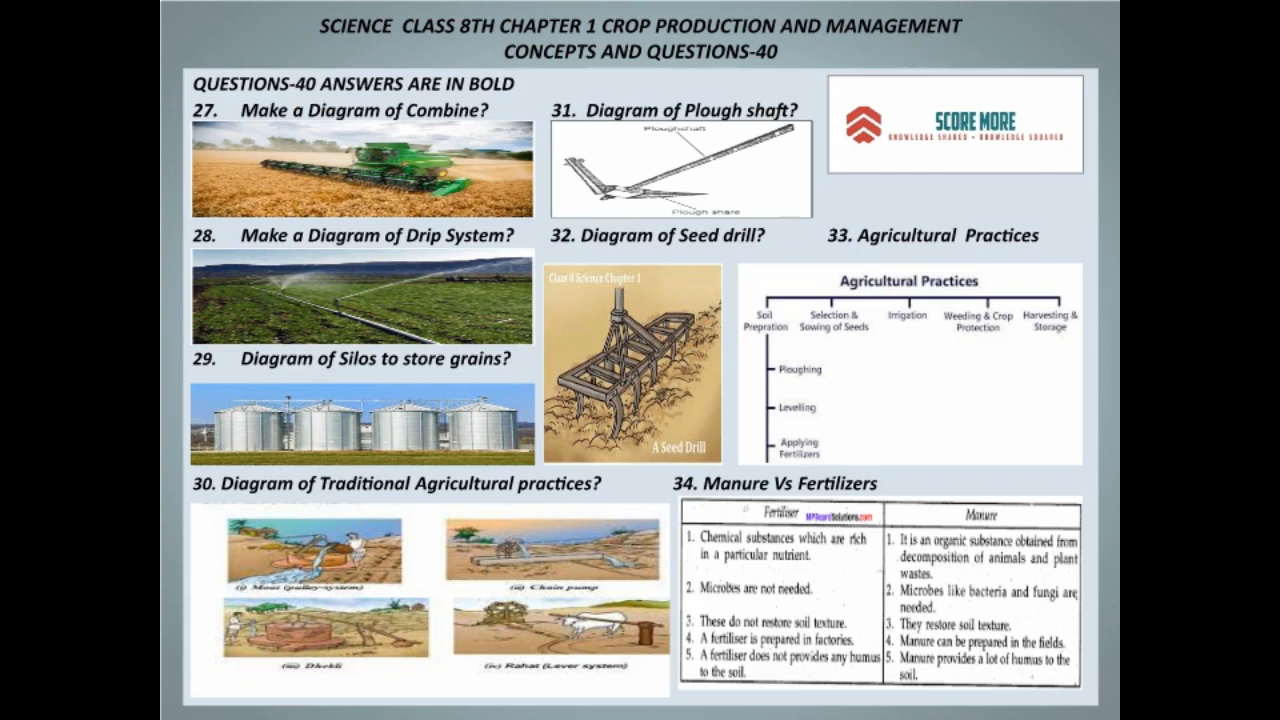 SCIENCE CLASS 8TH CHAPTER 1 CROP PRODUCTION AND MANAGEMENT
CONCEPTS AND QUESTIONS-40
QUESTIONS-40 ANSWERS ARE IN BOLD
27. Make a Diagram of Combine?
31. Diagram of Plough shaft?
Ploughshaft
Plough share
SCORE MORE
KNOWLEDGE SHARED = KNOWLEDGE SQUARED
28. Make a Diagram of Drip System?
32. Diagram of Seed drill?
Class 8 Science Chapter 1
A Seed Drill
33. Agricultural Practices
Agricultural Practices
Soil
Prepration
Selection &
Sowing of Seeds
Irrigation
Weeding & Crop
Protection
Harvesting &
Storage
Ploughing
Levelling
Applying
Fertilizers
29. Diagram of Silos to store grains?
30. Diagram of Traditional Agricultural practices?
(i) Moat (pulley-system)
(ii) Chain pump
(iii) Dhekli
(iv) Rahat (Lever system)
34. Manure Vs Fertilizers
Fertiliser MPBoardSolutions.com
1. Chemical substances which are rich
in a particular nutrient.
2. Microbes are not needed.
3. These do not restore soil texture.
4. A fertiliser is prepared in factories.
5. A fertiliser does not provides any humus
to the soil.
Manure
1. It is an organic substance obtained from
decomposition of animals and plant
wastes.
2. Microbes like bacteria and fungi are
needed.
3. They restore soil texture.
4. Manure can be prepared in the fields.
5. Manure provides a lot of humus to the
soil.